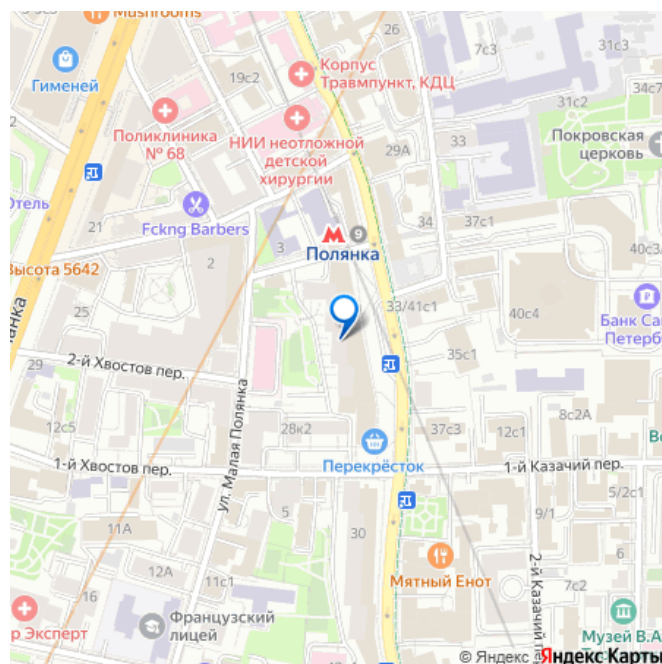 Mushrooms
Гименей
19с2
Корпус
Травмпункт, КДЦ
26
7с3
31с3
31с2
Поликлиника
№ 68
НИИ неотложной
детской
хирургии
29А
33
Покровская
церковь
Отель
21
Fckng Barbers
3
9
Полянка
34
37с1
40с3
Высота 5642
2
25
33/41с1
40с4
Банк Сан
Петерб
29
2-й Хвостов пер.
ул. Малая Полянка
35с1
8с2А
12с5
28к2
37с3
12с1
1-й Хвостов пер.
Перекрёсток
1-й Казачий пер.
5/2с1
5
11А
30
9/1
12А
11с1
16
Мятный Енот
2-й Казачий пе
7с2
р Эксперт
Французский
лицей
Музей В.А
© Яндекс
Яндекс Карты